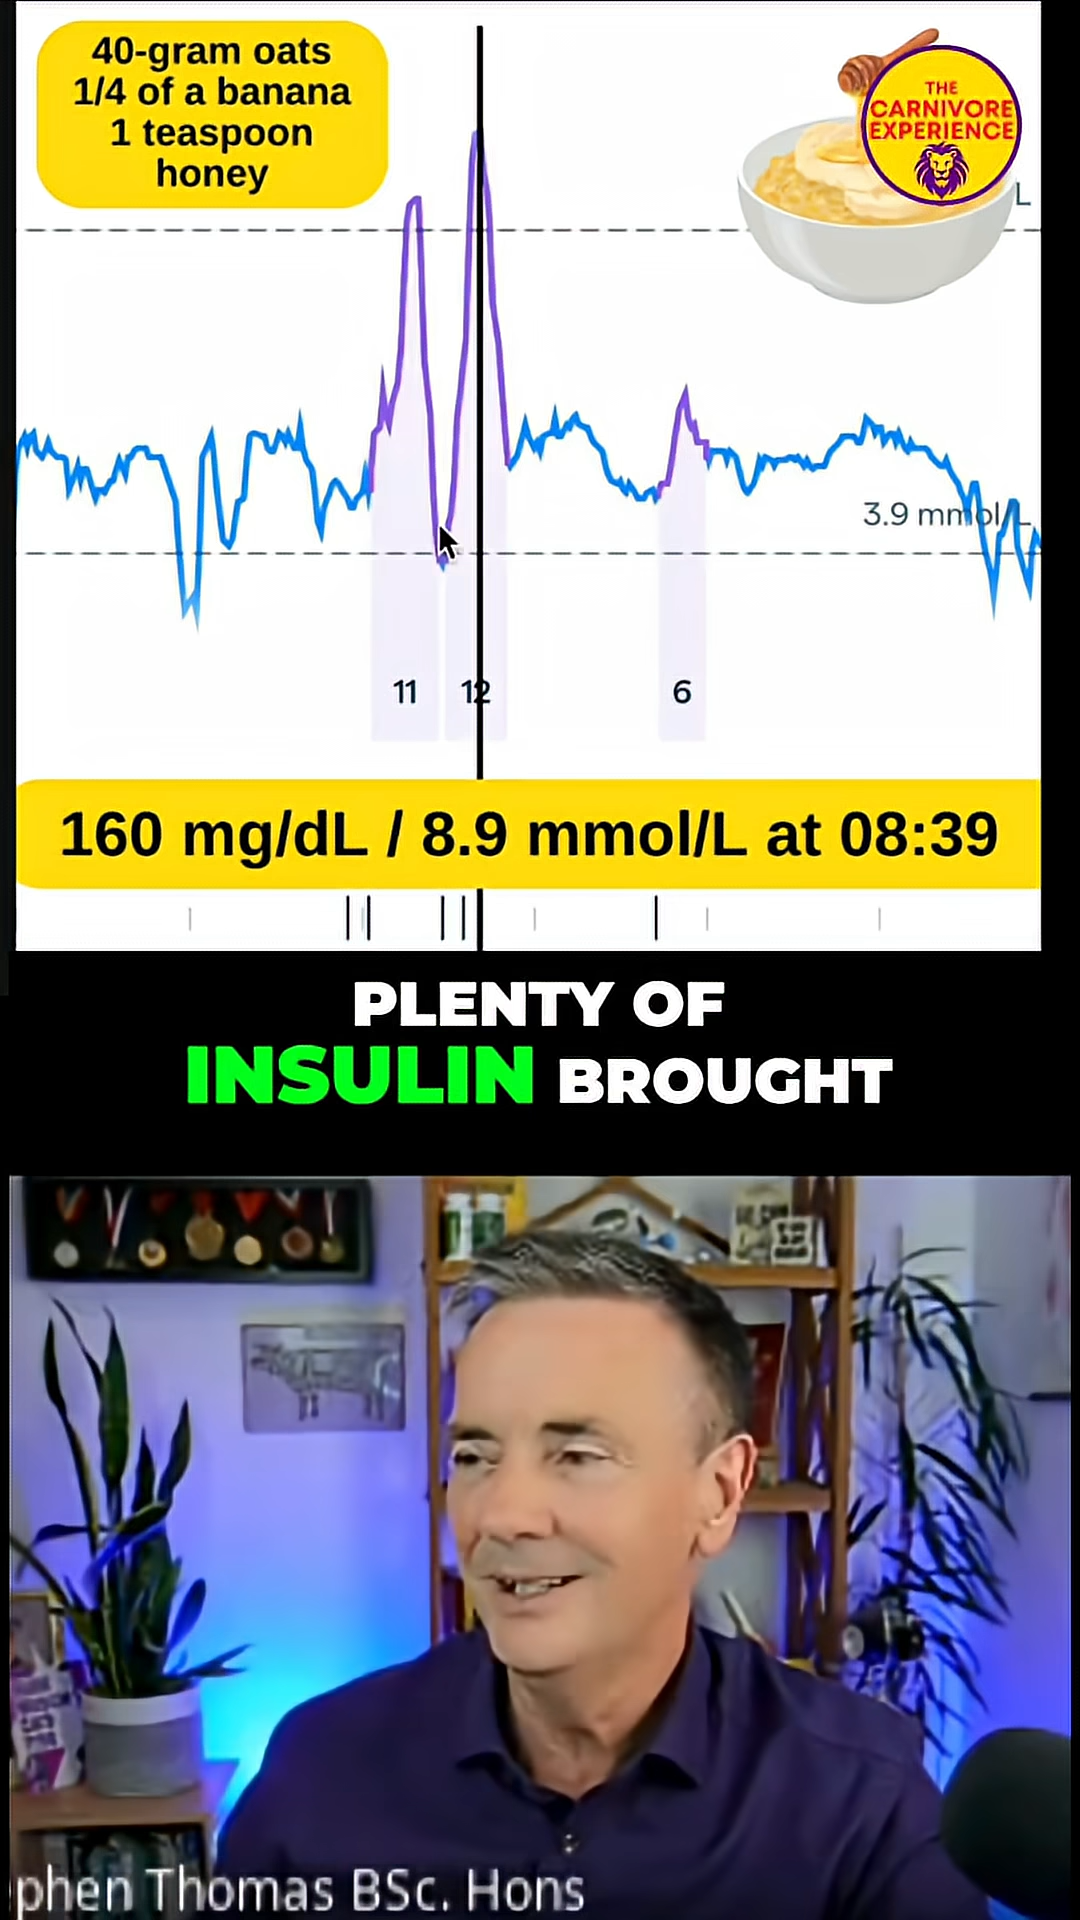 40-gram oats
1/4 of a banana
1 teaspoon
honey
THE
CARNIVORE
EXPERIENCE
L
3.9 mmol/L
11
12
6
160 mg/dL / 8.9 mmol/L at 08:39
PLENTY OF
INSULIN BROUGHT
phen Thomas BSc. Hons